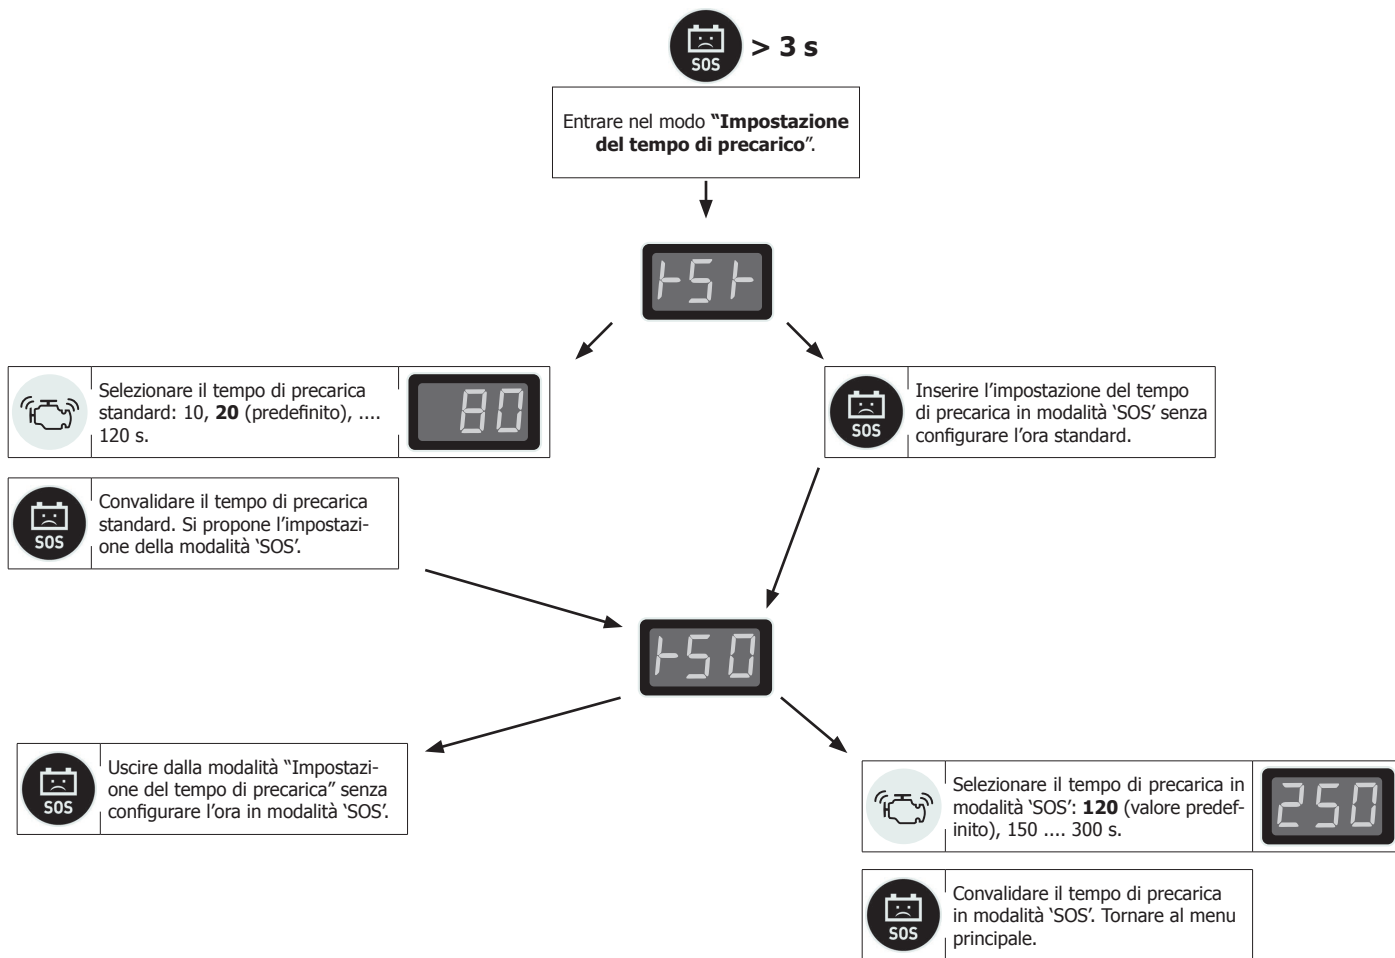 SOS
> 3 s
Entrare nel modo “Impostazione
del tempo di precarico”.
tSt
Selezionare il tempo di precarica
standard: 10, 20 (predefinito), ....
120 s.
80
SOS
Inserire l’impostazione del tempo
di precarica in modalità ‘SOS’ senza
configurare l’ora standard.
SOS
Convalidare il tempo di precarica
standard. Si propone l’impostazi-
one della modalità ‘SOS’.
tSO
SOS
Uscire dalla modalità “Impostazi-
one del tempo di precarica” senza
configurare l’ora in modalità ‘SOS’.
Selezionare il tempo di precarica in
modalità ‘SOS’: 120 (valore predef-
inito), 150 .... 300 s.
250
SOS
Convalidare il tempo di precarica
in modalità ‘SOS’. Tornare al menu
principale.